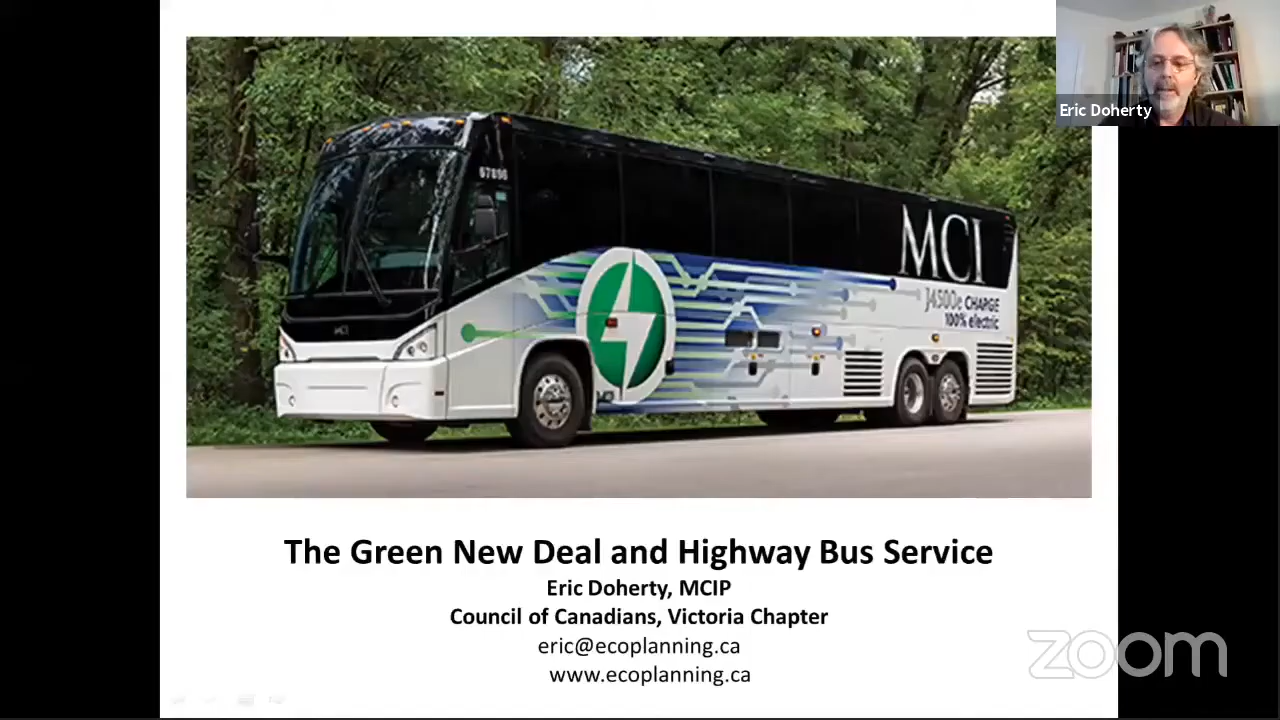 Eric Doherty
67898
MCI
J4500e CHARGE
100% electric
MCI
The Green New Deal and Highway Bus Service
Eric Doherty, MCIP
Council of Canadians, Victoria Chapter
eric@ecoplanning.ca
www.ecoplanning.ca
zoom